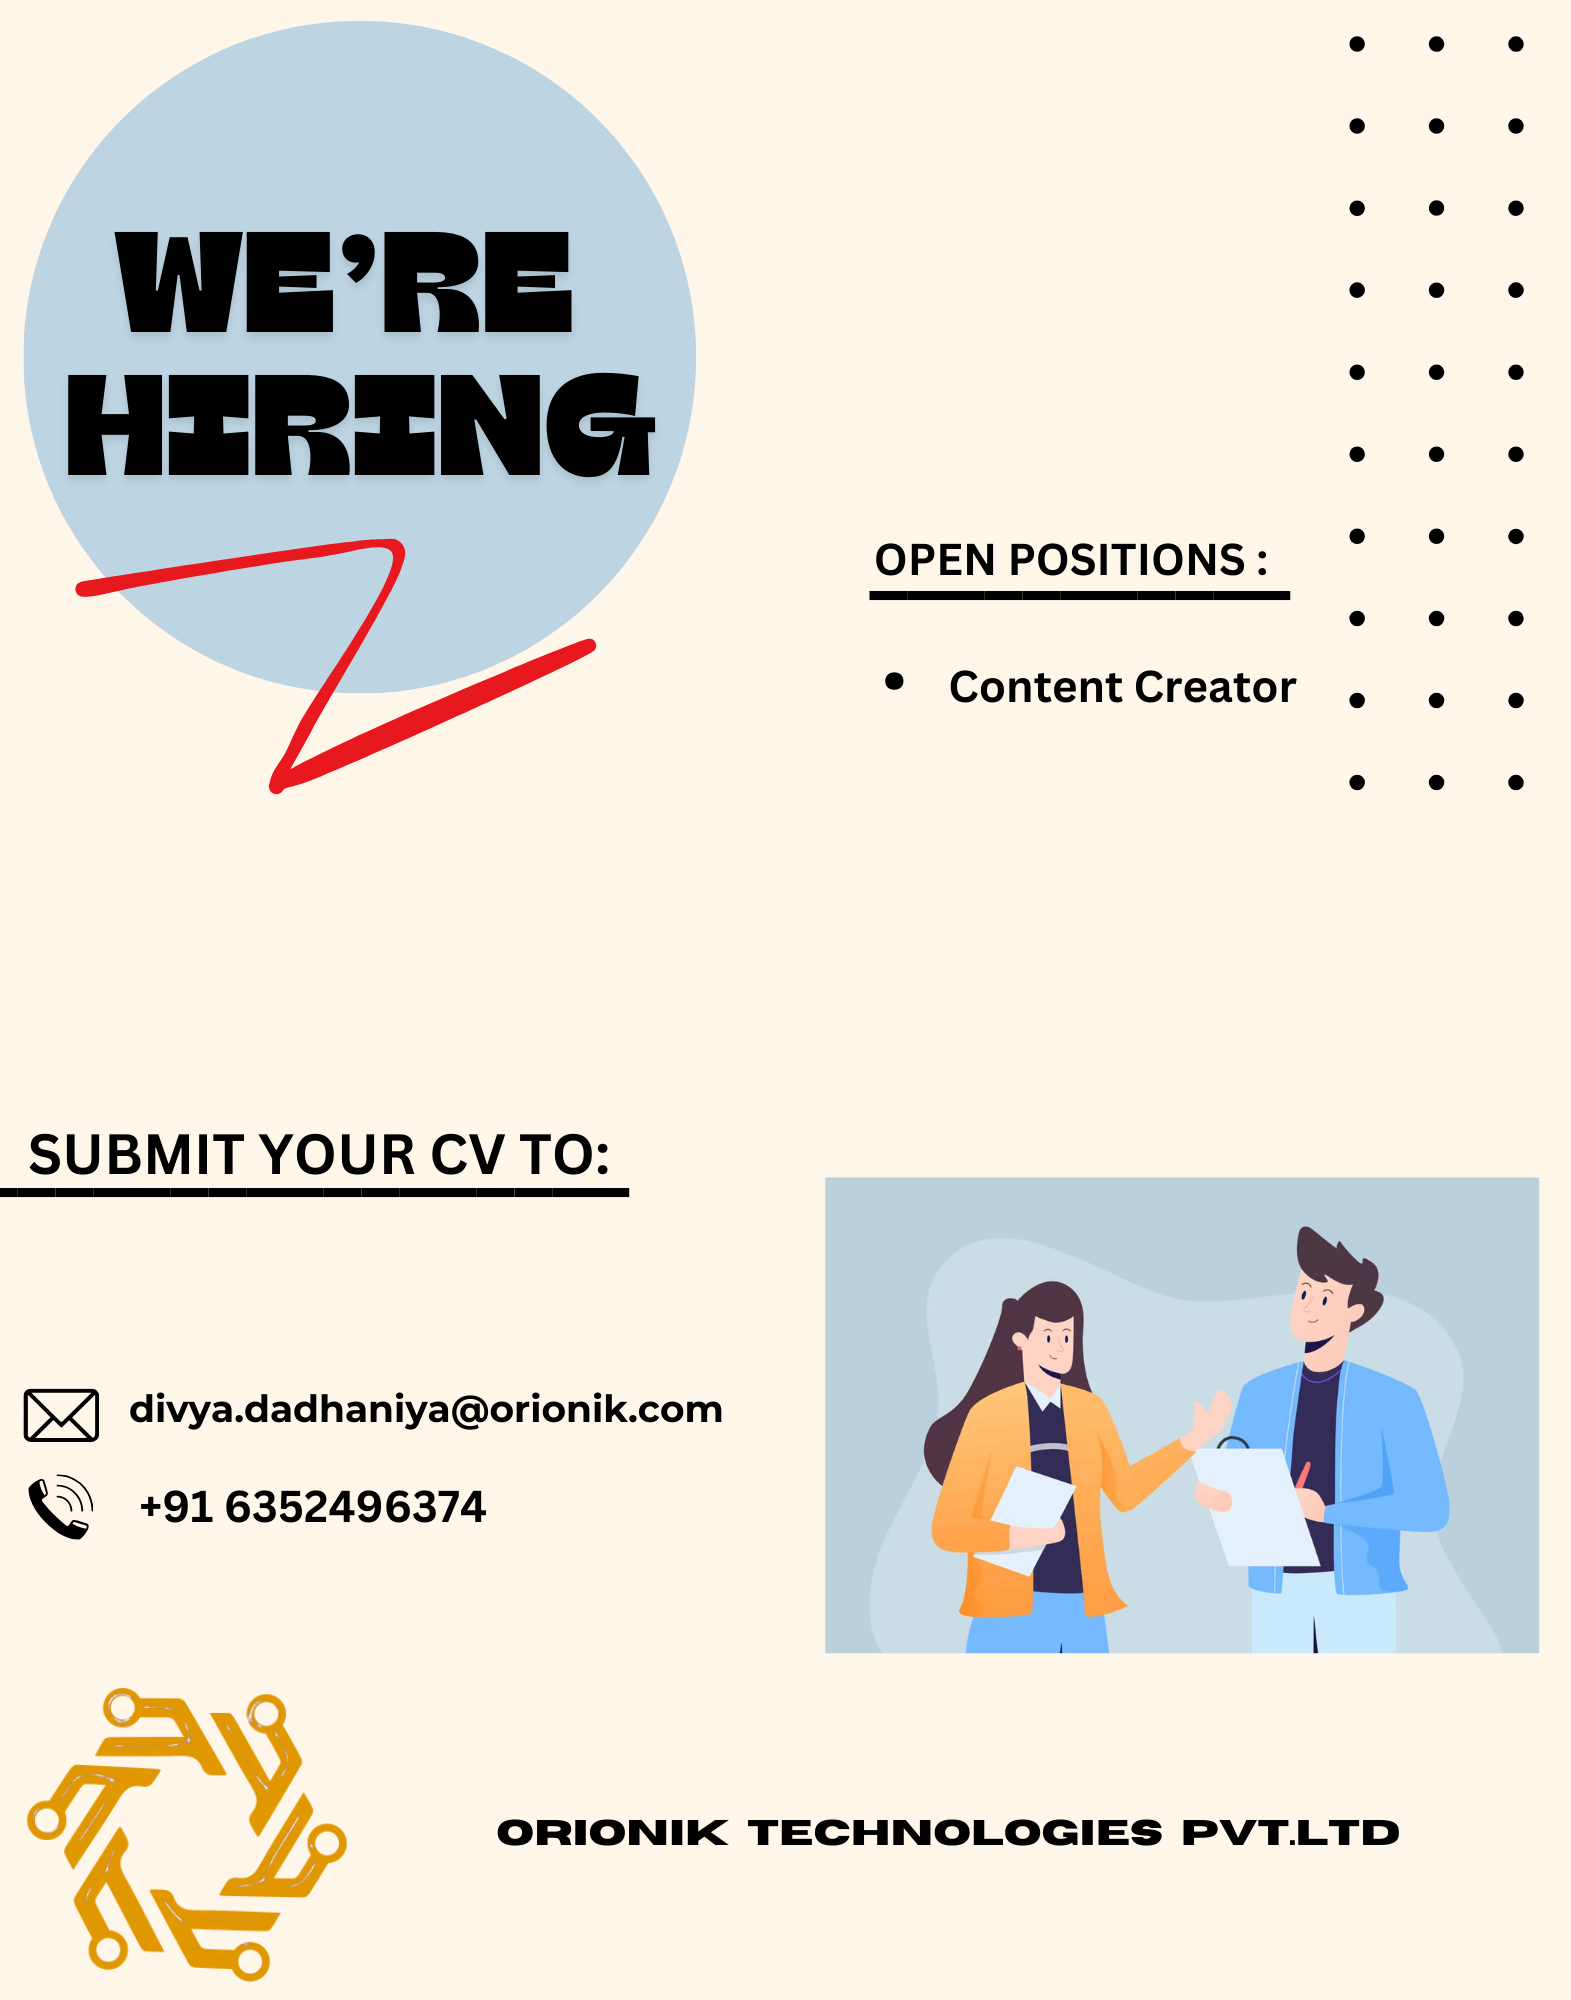 WE'RE
HIRING
OPEN POSITIONS :
• Content Creator
SUBMIT YOUR CV TO:
divya.dadhaniya@orionik.com
+91 6352496374
ORIONIK TECHNOLOGIES PVT.LTD